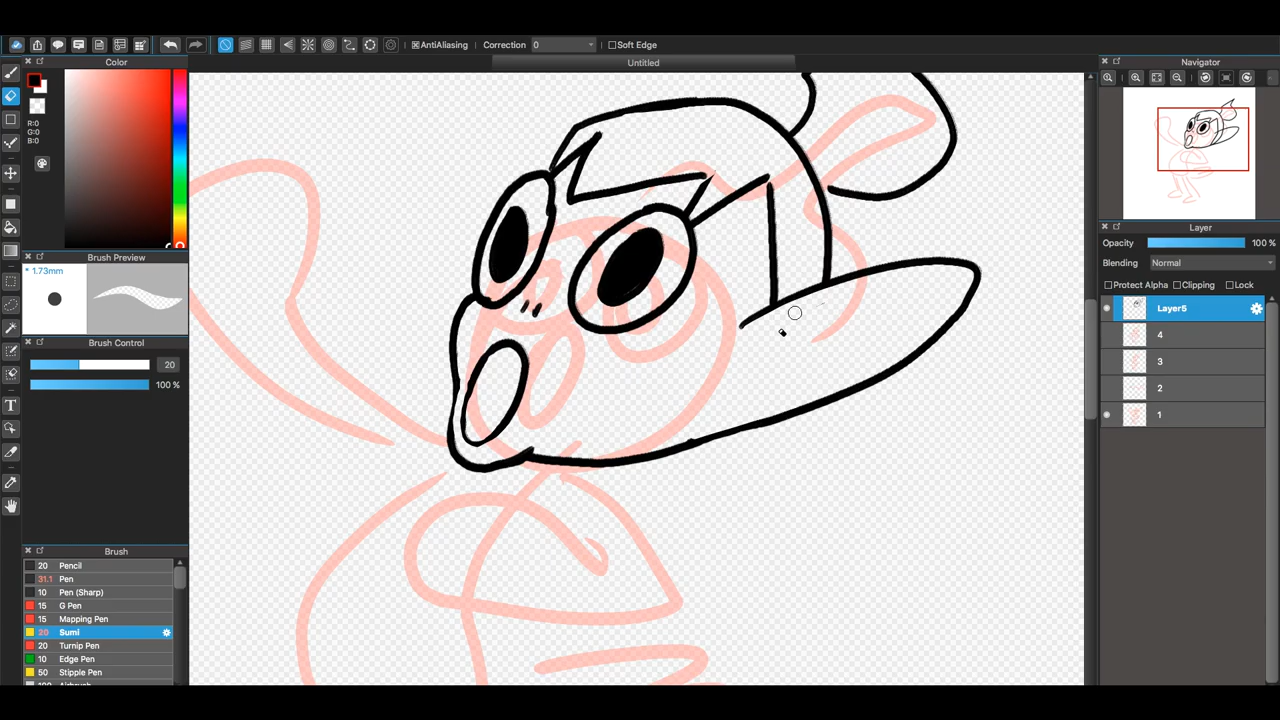 AntiAliasing Correction 0 Soft Edge
Color
Untitled
Navigator
R:0
G:0
B:0
Brush Preview
* 1.73mm
Brush Control
20
100 %
Layer
Opacity 100 %
Blending Normal
Protect Alpha Clipping Lock
Layer5
4
3
2
1
T
Brush
20 Pencil
31.1 Pen
10 Pen (Sharp)
15 G Pen
15 Mapping Pen
20 Sumi
20 Turnip Pen
10 Edge Pen
50 Stipple Pen
100 Airbrush